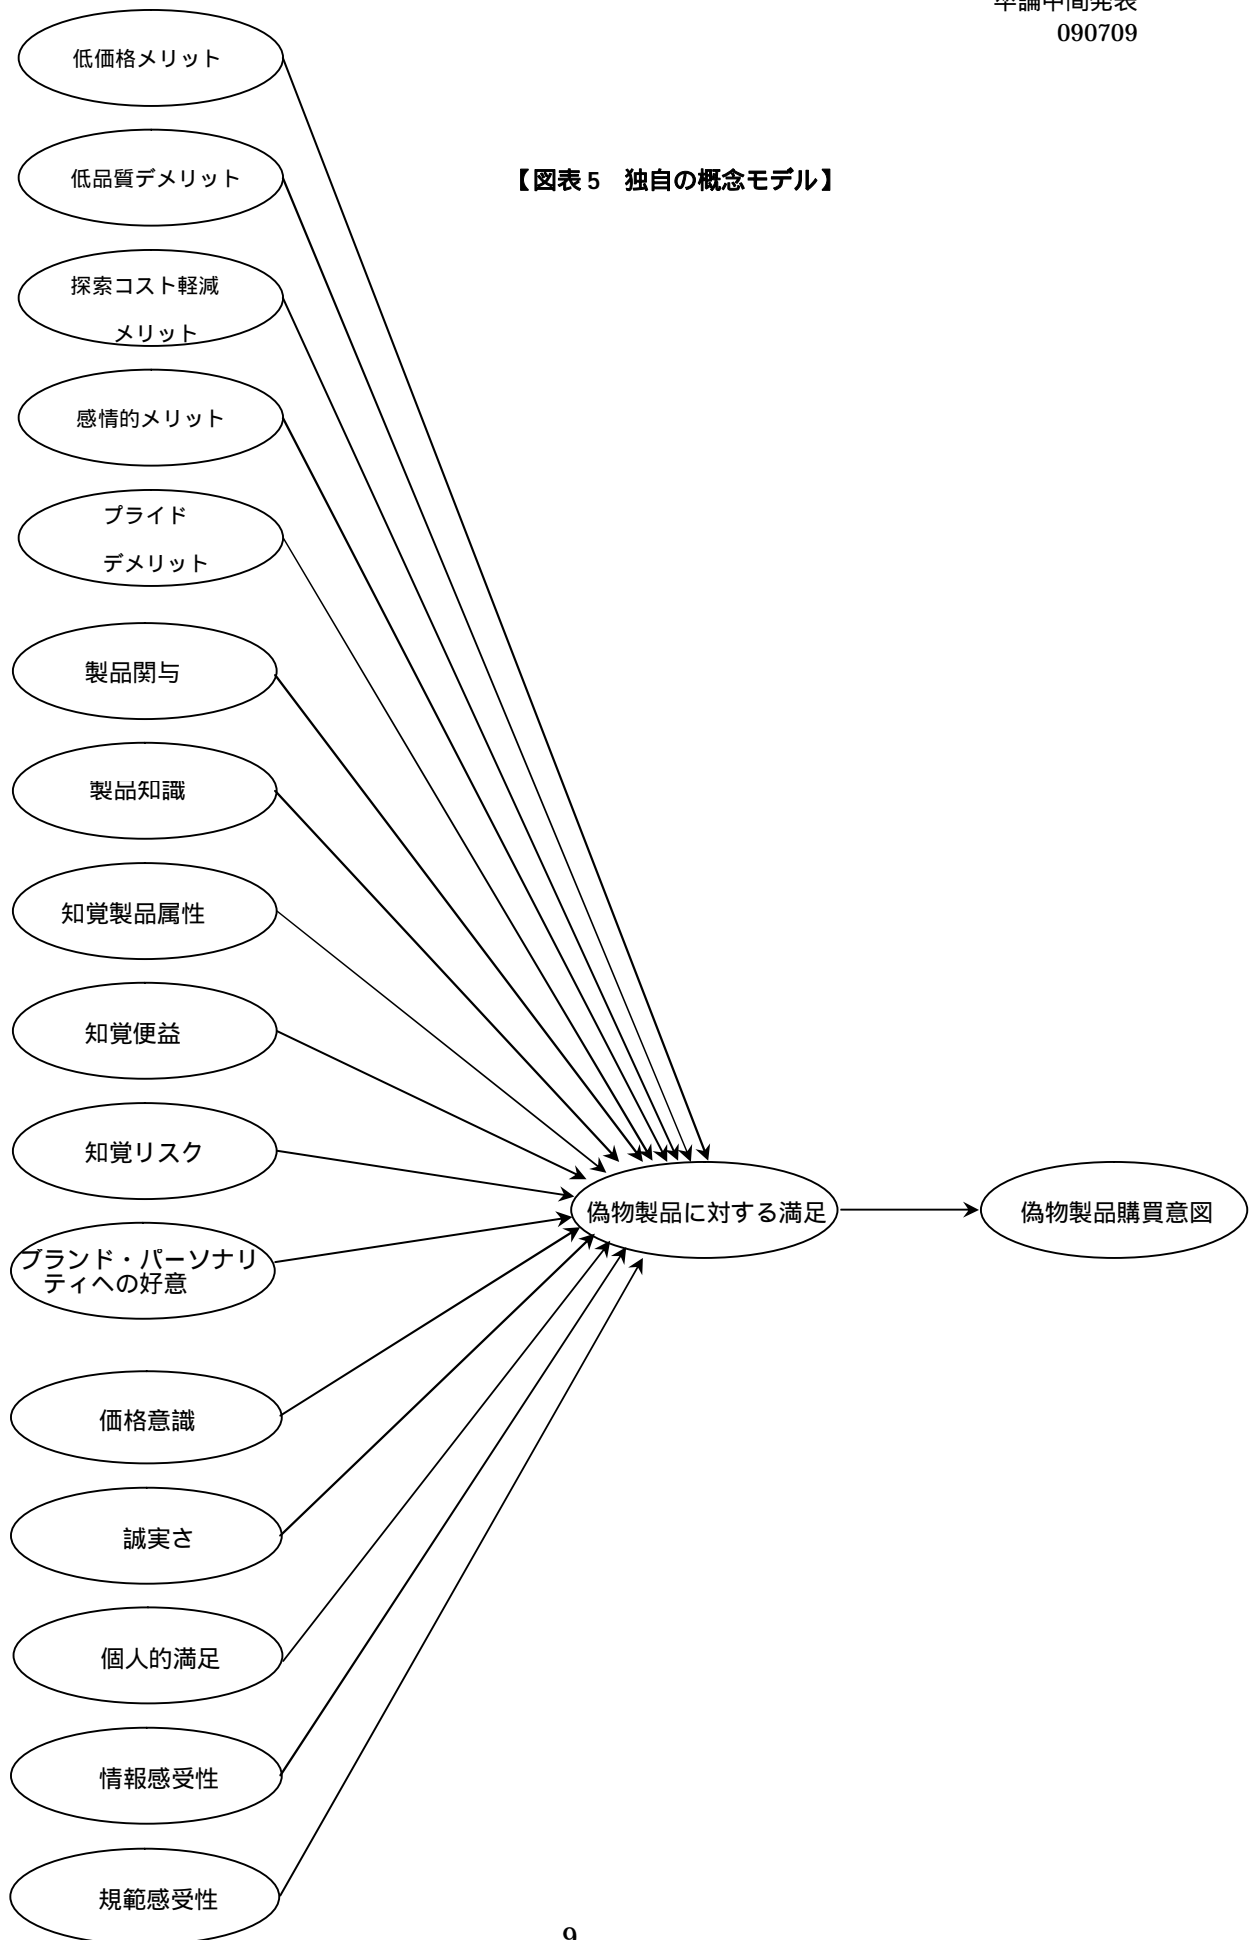 卒論中間発表
090709
低価格メリット
【図表5　独自の概念モデル】
低品質デメリット
探索コスト軽減
メリット
感情的メリット
プライド
デメリット
製品関与
製品知識
知覚製品属性
知覚便益
知覚リスク
偽物製品に対する満足
偽物製品購買意図
ブランド・パーソナリ
ティへの好意
価格意識
誠実さ
個人的満足
情報感受性
規範感受性
9